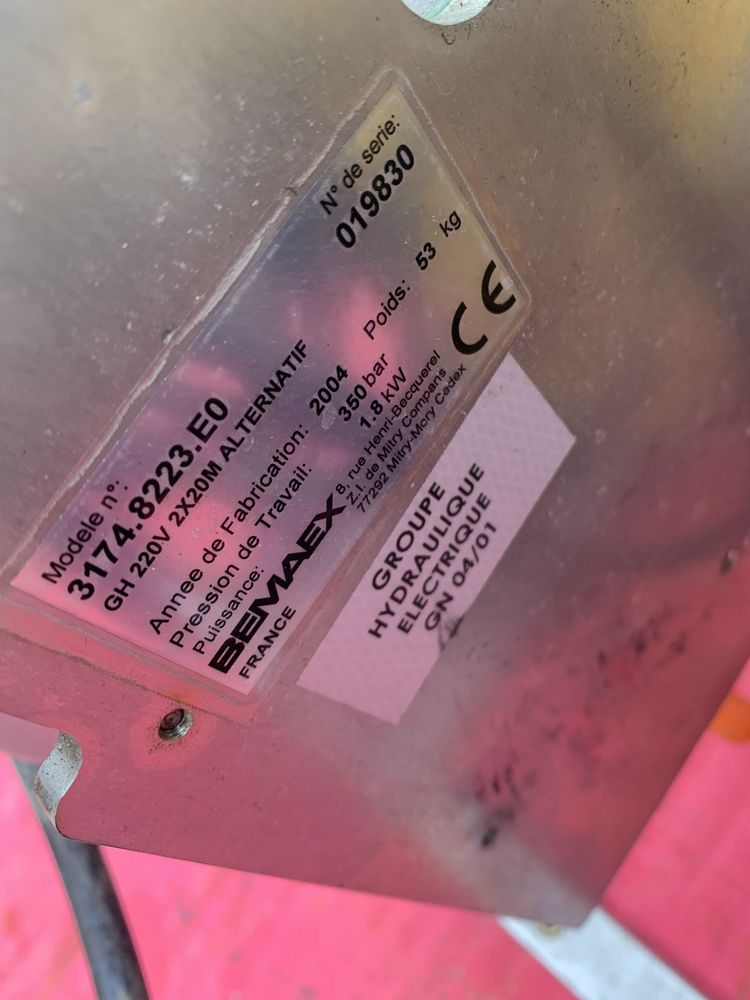 Modele n°:
3174.8223.E0
N° de serie:
019830
GH 220V 2X20M ALTERNATIF
Annee de Fabrication: 2004
Poids: 53 kg
Pression de Travail: 350 bar
Puissance: 1.8 kW
CE
BEMAEX
FRANCE
8, rue Henri-Becquerel
Z.I. de Mitry Compans
77292 Mitry-Mory Cedex
GROUPE
HYDRAULIQUE
ELECTRIQUE
GN 04/01